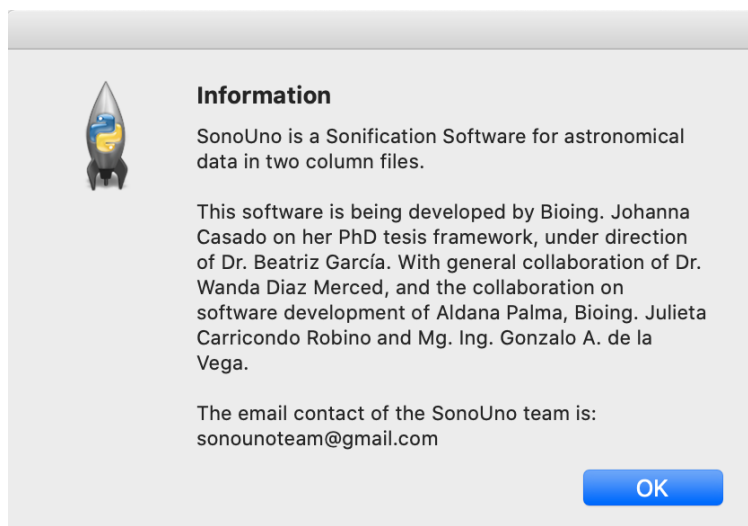 Information
SonoUno is a Sonification Software for astronomical
data in two column files.
This software is being developed by Bioing. Johanna
Casado on her PhD tesis framework, under direction
of Dr. Beatriz García. With general collaboration of Dr.
Wanda Diaz Merced, and the collaboration on
software development of Aldana Palma, Bioing. Julieta
Carricondo Robino and Mg. Ing. Gonzalo A. de la
Vega.
The email contact of the SonoUno team is:
sonounoteam@gmail.com
OK